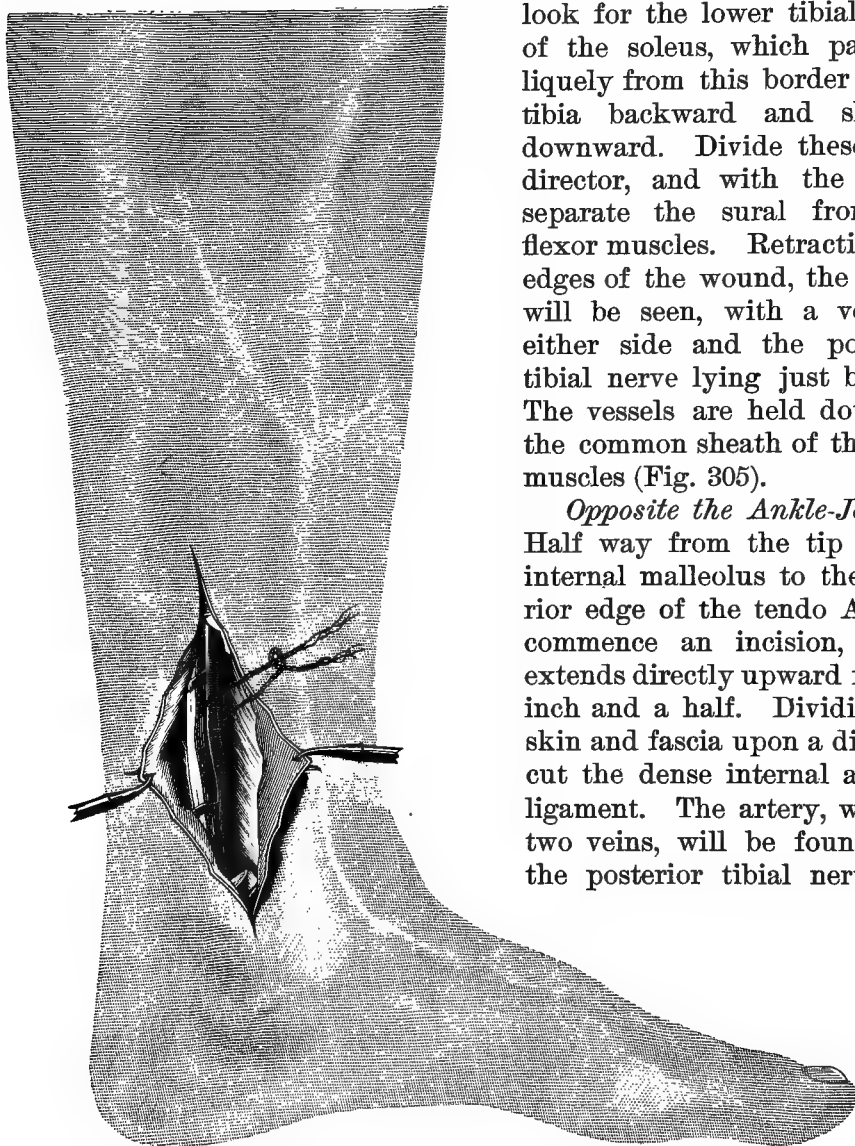 look for the lower tibial
of the soleus, which pa
liquely from this border
tibia backward and sl
downward. Divide these
director, and with the
separate the sural fro
flexor muscles. Retracti
edges of the wound, the
will be seen, with a v
either side and the po
tibial nerve lying just b
The vessels are held do
the common sheath of th
muscles (Fig. 305).
Opposite the Ankle-J
Half way from the tip
internal malleolus to the
rior edge of the tendo A
commence an incision,
extends directly upward
inch and a half. Dividi
skin and fascia upon a di
cut the dense internal a
ligament. The artery, w
two veins, will be foun
the posterior tibial ner